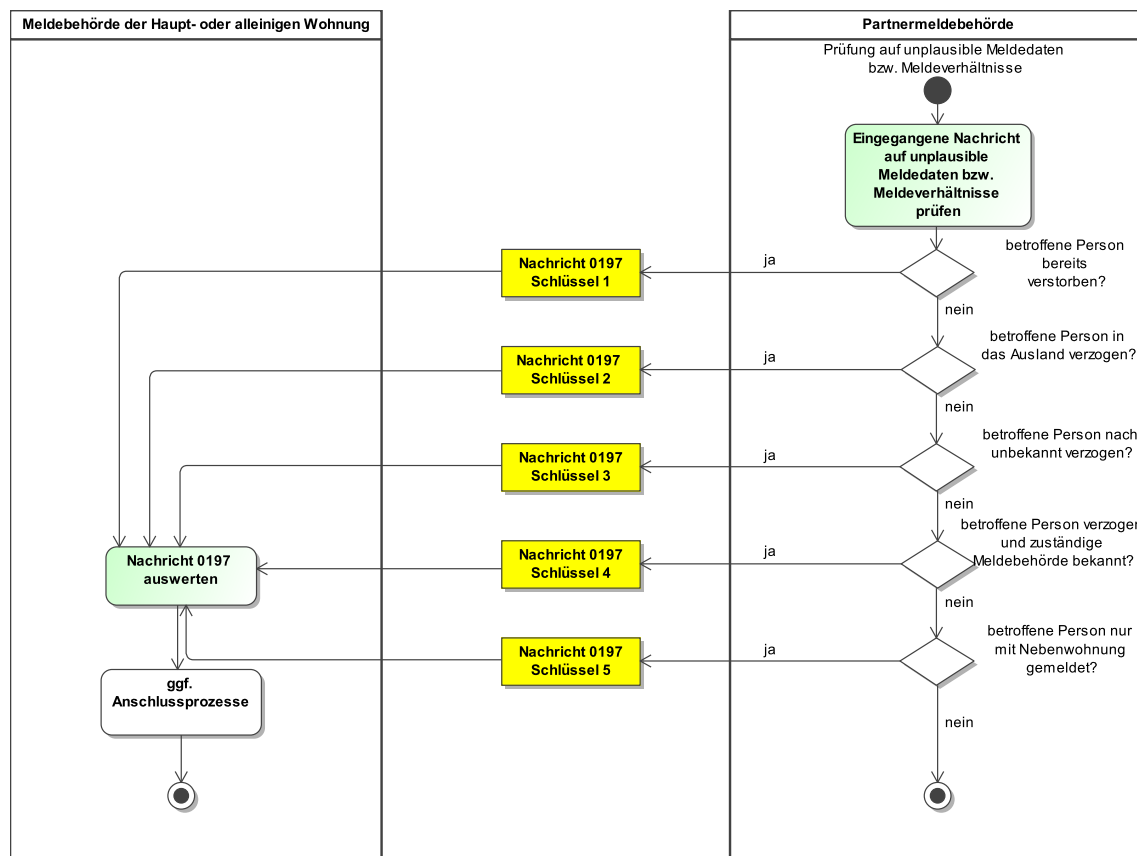 Meldebehörde der Haupt- oder alleinigen Wohnung
Partnermeldebehörde
Prüfung auf unplausible Meldedaten
bzw. Meldeverhältnisse
Eingegangene Nachricht
auf unplausible
Meldedaten bzw.
Meldeverhältnisse
prüfen
betroffene Person
bereits
verstorben?
ja
Nachricht 0197
Schlüssel 1
nein
betroffene Person in
das Ausland verzogen?
ja
Nachricht 0197
Schlüssel 2
nein
betroffene Person nach
unbekannt verzogen?
ja
Nachricht 0197
Schlüssel 3
nein
betroffene Person verzogen
und zuständige
Meldebehörde bekannt?
ja
Nachricht 0197
Schlüssel 4
Nachricht 0197
auswerten
nein
betroffene Person nur
mit Nebenwohnung
gemeldet?
ja
Nachricht 0197
Schlüssel 5
ggf.
Anschlussprozesse
nein